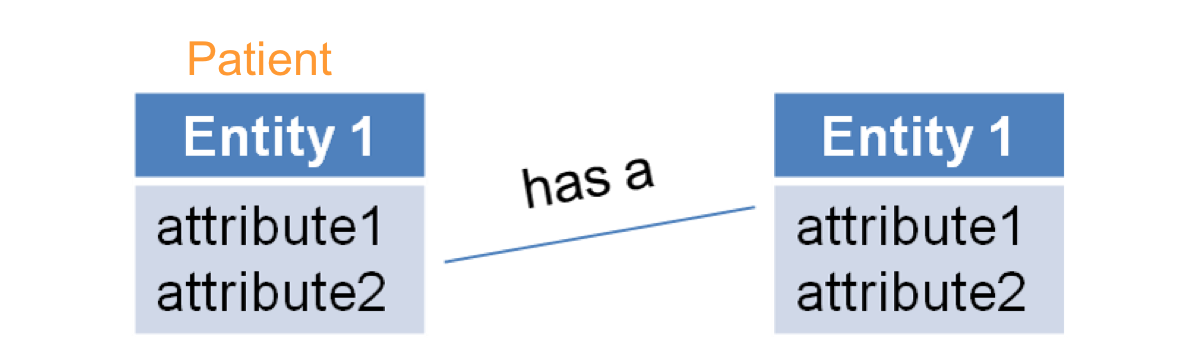 Patient
Entity 1
attribute1
attribute2
has a
Entity 1
attribute1
attribute2